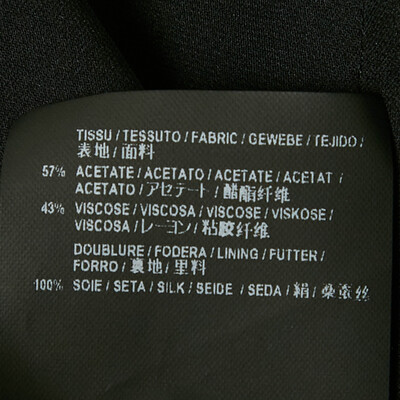 TISSU / TESSUTO / FABRIC / GEWEBE / TEJIDO /
表地 / 面料
57% ACETATE / ACETATO / ACETATE / ACETAT /
ACETATO / アセテート / 醋酯纤维
43% VISCOSE / VISCOSA / VISCOSE / VISKOSE /
VISCOSA / レーヨン / 粘胶纤维
DOUBLURE / FODERA / LINING / FUTTER /
FORRO / 裏地 / 里料
100% SOIE / SETA / SILK / SEIDE / SEDA / 絹 / 桑蚕丝